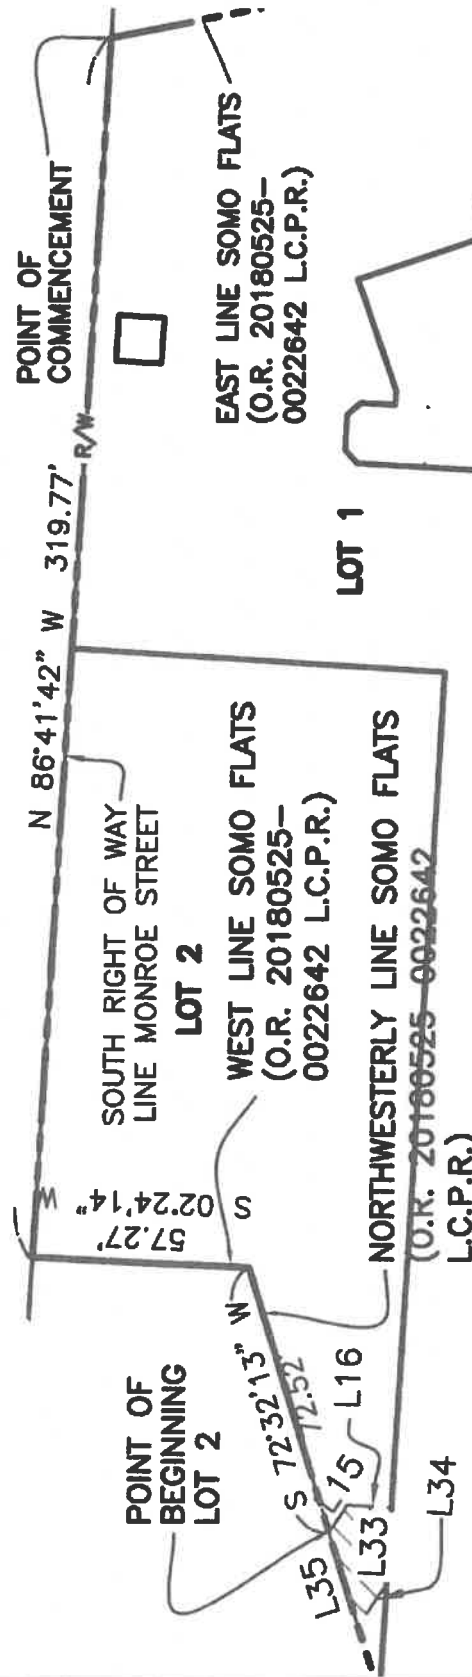 POINT OF
COMMENCEMENT
N 86°41'42" W 319.77'
R/W
EAST LINE SOMO FLATS
(O.R. 20180525-
0022642 L.C.P.R.)
LOT 1
SOUTH RIGHT OF WAY
LINE MONROE STREET
LOT 2
WEST LINE SOMO FLATS
(O.R. 20180525-
0022642 L.C.P.R.)
S 02°24'14" W
57.27'
NORTHWESTERLY LINE SOMO FLATS
(O.R. 20180525-0022642
L.C.P.R.)
POINT OF
BEGINNING
LOT 2
S 72°32'13" W
72.52
L35
15
L16
L33
L34